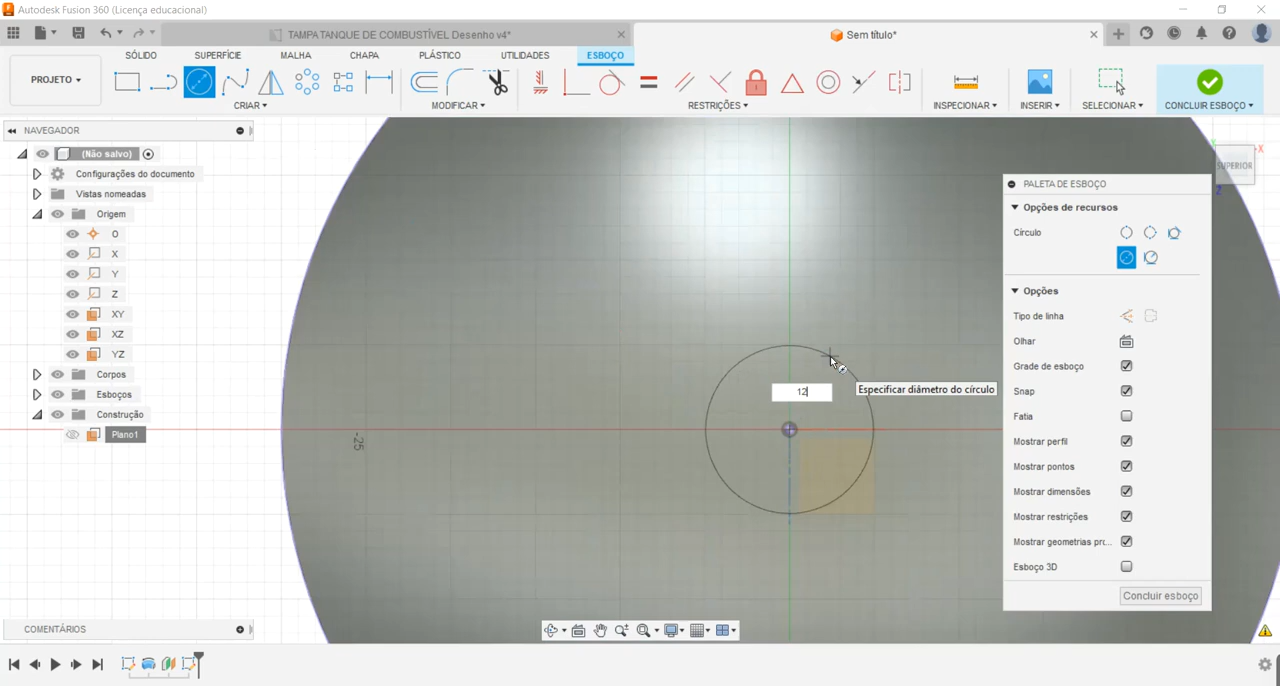 Autodesk Fusion 360 (Licença educacional)
TAMPA TANQUE DE COMBUSTÍVEL Desenho v4*
Sem título*
SÓLIDO
SUPERFÍCIE
MALHA
CHAPA
PLÁSTICO
UTILIDADES
ESBOÇO
PROJETO
CRIAR
MODIFICAR
RESTRIÇÕES
INSPECIONAR
INSERIR
SELECIONAR
CONCLUIR ESBOÇO
NAVEGADOR
(Não salvo)
Configurações do documento
Vistas nomeadas
Origem
O
X
Y
Z
XY
XZ
YZ
Corpos
Esboços
Construção
Plano1
-25
12
Especificar diâmetro do círculo
X
SUPERIOR
Z
PALETA DE ESBOÇO
Opções de recursos
Círculo
Opções
Tipo de linha
Olhar
Grade de esboço
Snap
Fatia
Mostrar perfil
Mostrar pontos
Mostrar dimensões
Mostrar restrições
Mostrar geometrias pro...
Esboço 3D
Concluir esboço
COMENTÁRIOS